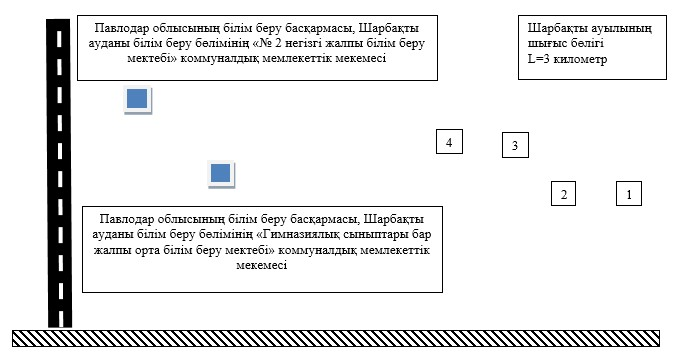 Павлодар облысының білім беру басқармасы, Шарбақты
ауданы білім беру бөлімінің «№ 2 негізгі жалпы білім беру
мектебі» коммуналдық мемлекеттік мекемесі
Шарбақты ауылының
шығыс бөлігі
L=3 километр
4
3
2
1
Павлодар облысының білім беру басқармасы, Шарбақты
ауданы білім беру бөлімінің «Гимназиялық сыныптары бар
жалпы орта білім беру мектебі» коммуналдық мемлекеттік
мекемесі